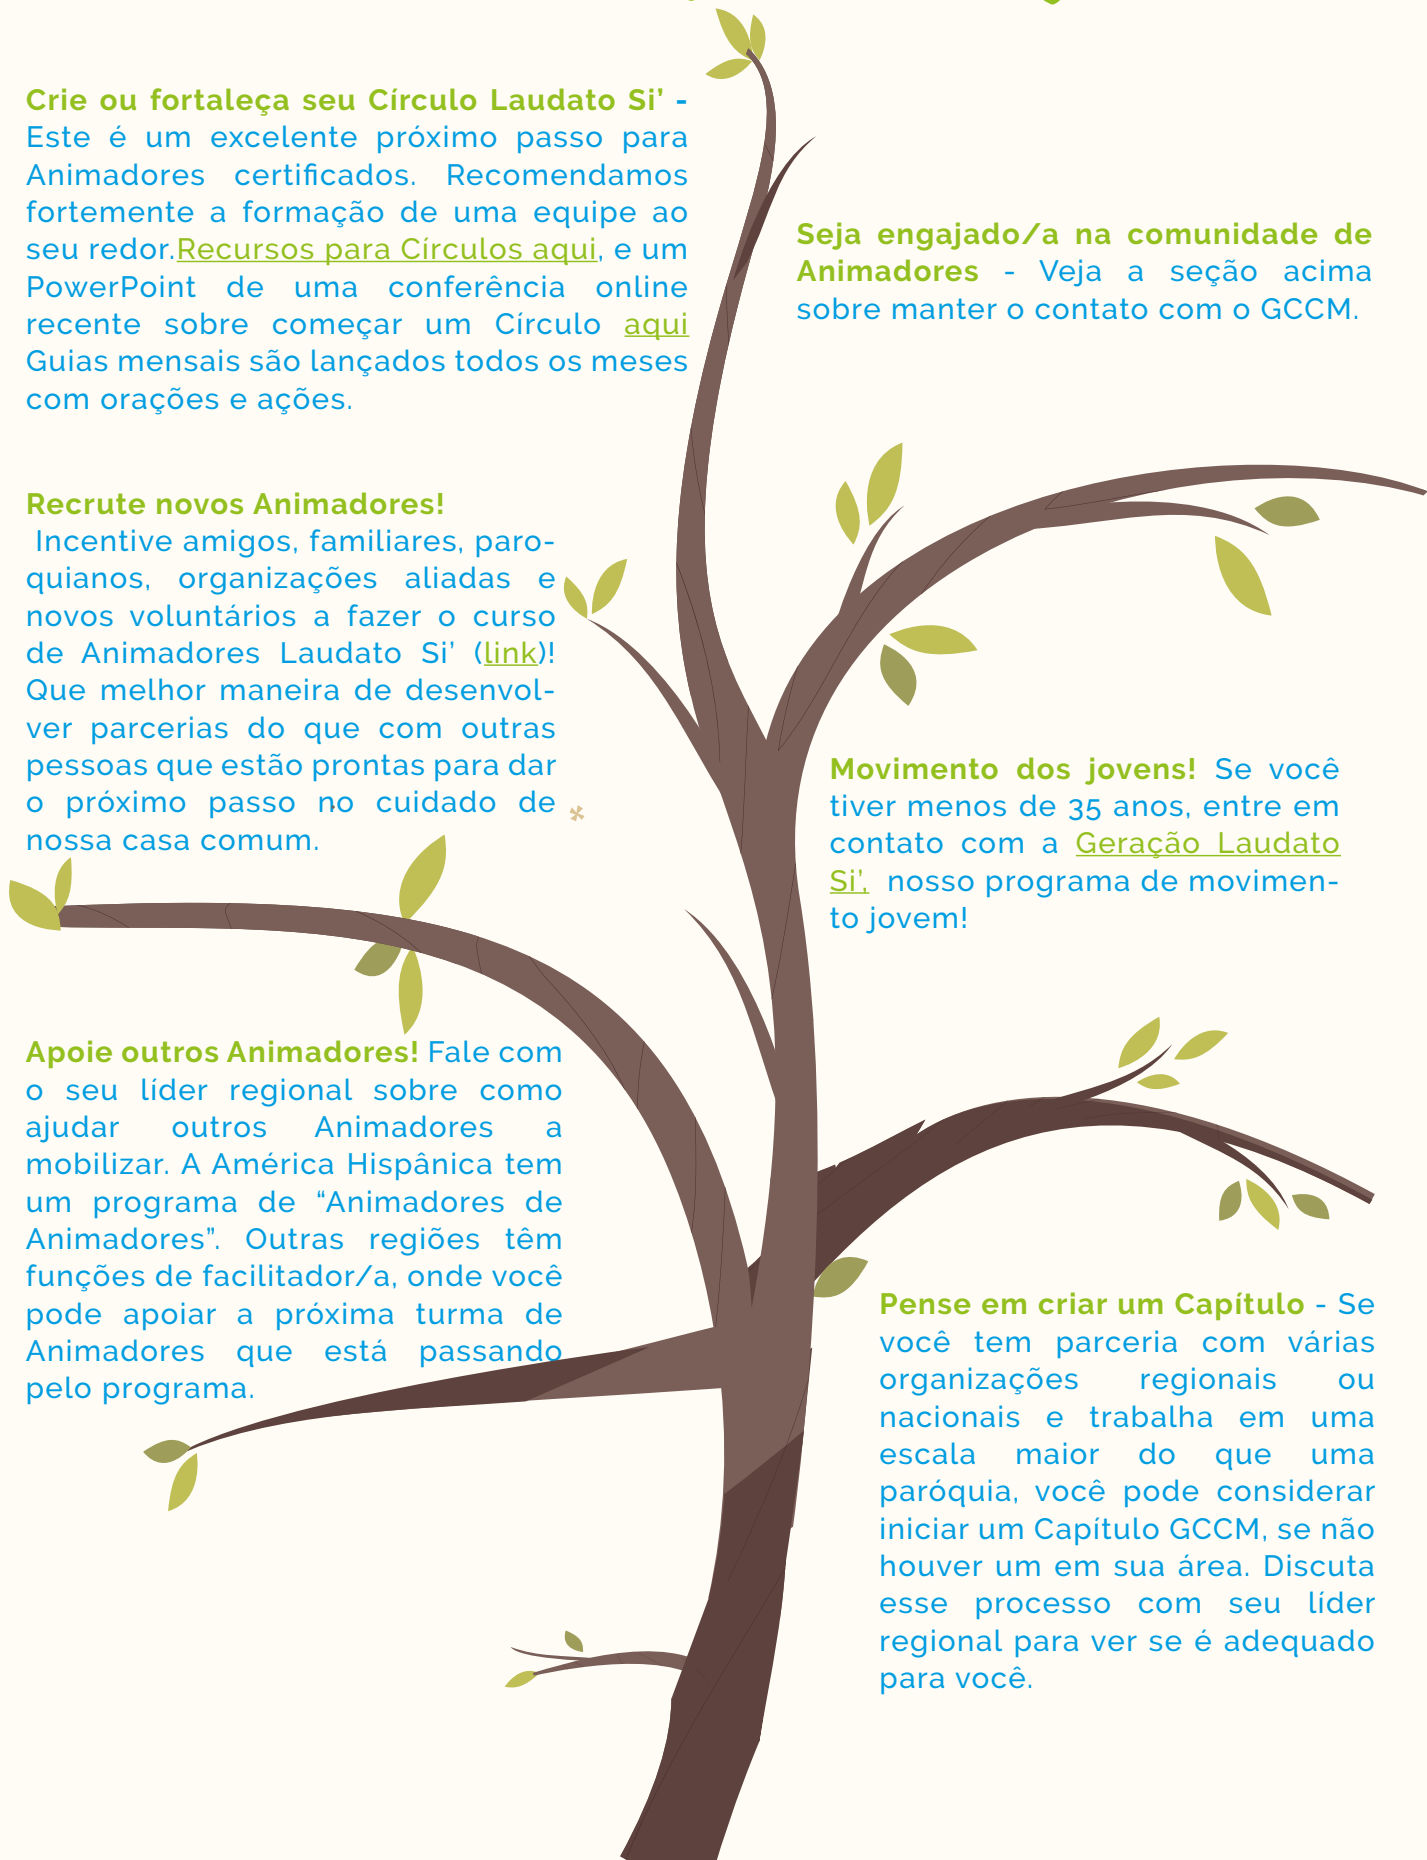 Crie ou fortaleça seu Círculo Laudato Si’ -
Este é um excelente próximo passo para
Animadores certificados. Recomendamos
fortemente a formação de uma equipe ao
seu redor.Recursos para Círculos aqui, e um
PowerPoint de uma conferência online
recente sobre começar um Círculo aqui
Guias mensais são lançados todos os meses
com orações e ações.
Seja engajado/a na comunidade de
Animadores - Veja a seção acima
sobre manter o contato com o GCCM.
Recrute novos Animadores!
Incentive amigos, familiares, paro-
quianos, organizações aliadas e
novos voluntários a fazer o curso
de Animadores Laudato Si’ (link)!
Que melhor maneira de desenvol-
ver parcerias do que com outras
pessoas que estão prontas para dar
o próximo passo no cuidado de
nossa casa comum.
Movimento dos jovens! Se você
tiver menos de 35 anos, entre em
contato com a Geração Laudato
Si’, nosso programa de movimen-
to jovem!
Apoie outros Animadores! Fale com
o seu líder regional sobre como
ajudar outros Animadores a
mobilizar. A América Hispânica tem
um programa de “Animadores de
Animadores”. Outras regiões têm
funções de facilitador/a, onde você
pode apoiar a próxima turma de
Animadores que está passando
pelo programa.
Pense em criar um Capítulo - Se
você tem parceria com várias
organizações regionais ou
nacionais e trabalha em uma
escala maior do que uma
paróquia, você pode considerar
iniciar um Capítulo GCCM, se não
houver um em sua área. Discuta
esse processo com seu líder
regional para ver se é adequado
para você.